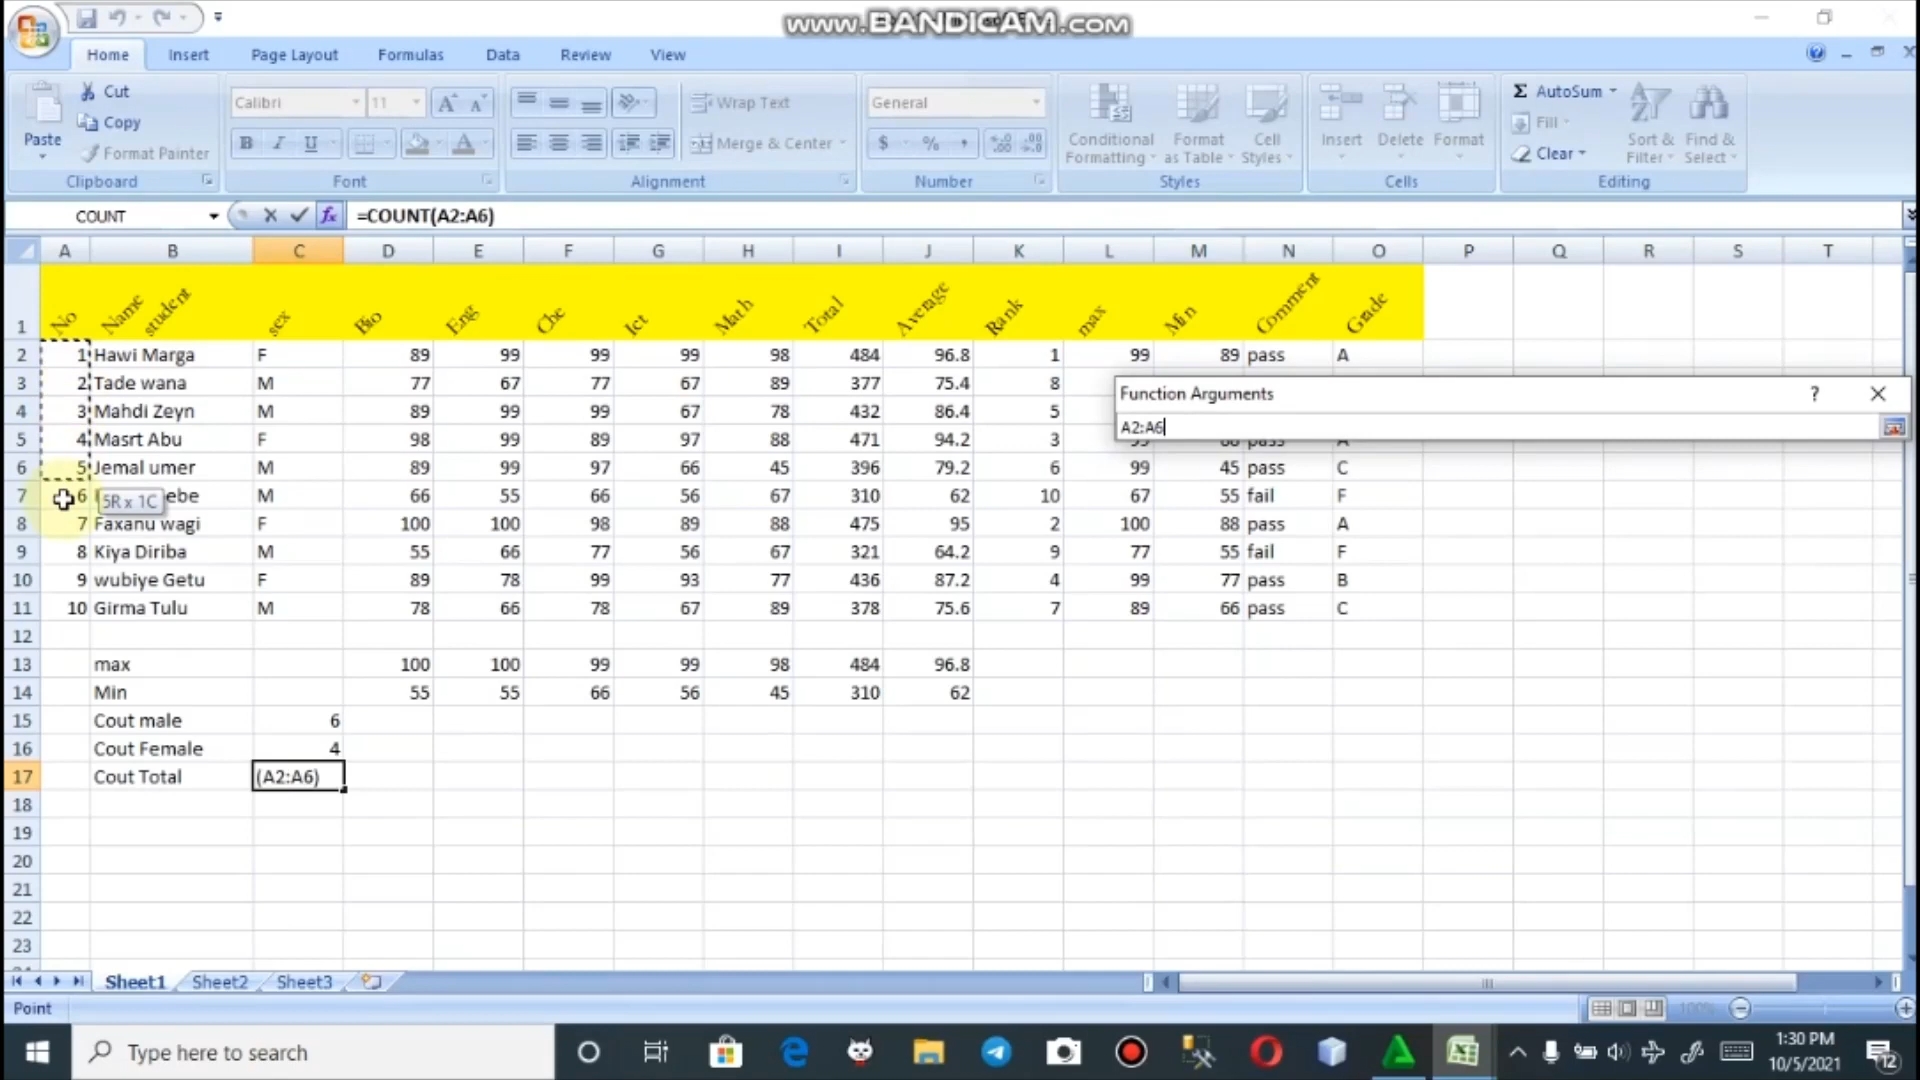 www.BANDICAM.com
Home Insert Page Layout Formulas Data Review View
Paste
Cut
Copy
Format Painter
Clipboard
Calibri 11
B I U
Font
Wrap Text
Merge & Center
Alignment
General
$ % ,
Number
Conditional Formatting
Format as Table
Cell Styles
Styles
Insert Delete Format
Cells
Σ AutoSum
Fill
Clear
Sort & Filter
Find & Select
Editing
COUNT fx =COUNT(A2:A6)
A B C D E F G H I J K L M N O P Q R S T
1 No Name student sex Bio Eng Che Ict Math Total Average Rank max Min Comment Grade
2 1 Hawi Marga F 89 99 99 99 98 484 96.8 1 99 89 pass A
3 2 Tade wana M 77 67 77 67 89 377 75.4 8
4 3 Mahdi Zeyn M 89 99 99 67 78 432 86.4 5
5 4 Masrt Abu F 98 99 89 97 88 471 94.2 3
6 5 Jemal umer M 89 99 97 66 45 396 79.2 6 99 45 pass C
7 6 M 66 55 66 56 67 310 62 10 67 55 fail F
8 7 Faxanu wagi F 100 100 98 89 88 475 95 2 100 88 pass A
9 8 Kiya Diriba M 55 66 77 56 67 321 64.2 9 77 55 fail F
10 9 wubiye Getu F 89 78 99 93 77 436 87.2 4 99 77 pass B
11 10 Girma Tulu M 78 66 78 67 89 378 75.6 7 89 66 pass C
12
13 max 100 100 99 99 98 484 96.8
14 Min 55 55 66 56 45 310 62
15 Cout male 6
16 Cout Female 4
17 Cout Total (A2:A6)
18
19
20
21
22
23
5R x 1C
Function Arguments ?
A2:A6
Sheet1 Sheet2 Sheet3
Point 100%
Type here to search
1:30 PM
10/5/2021
12